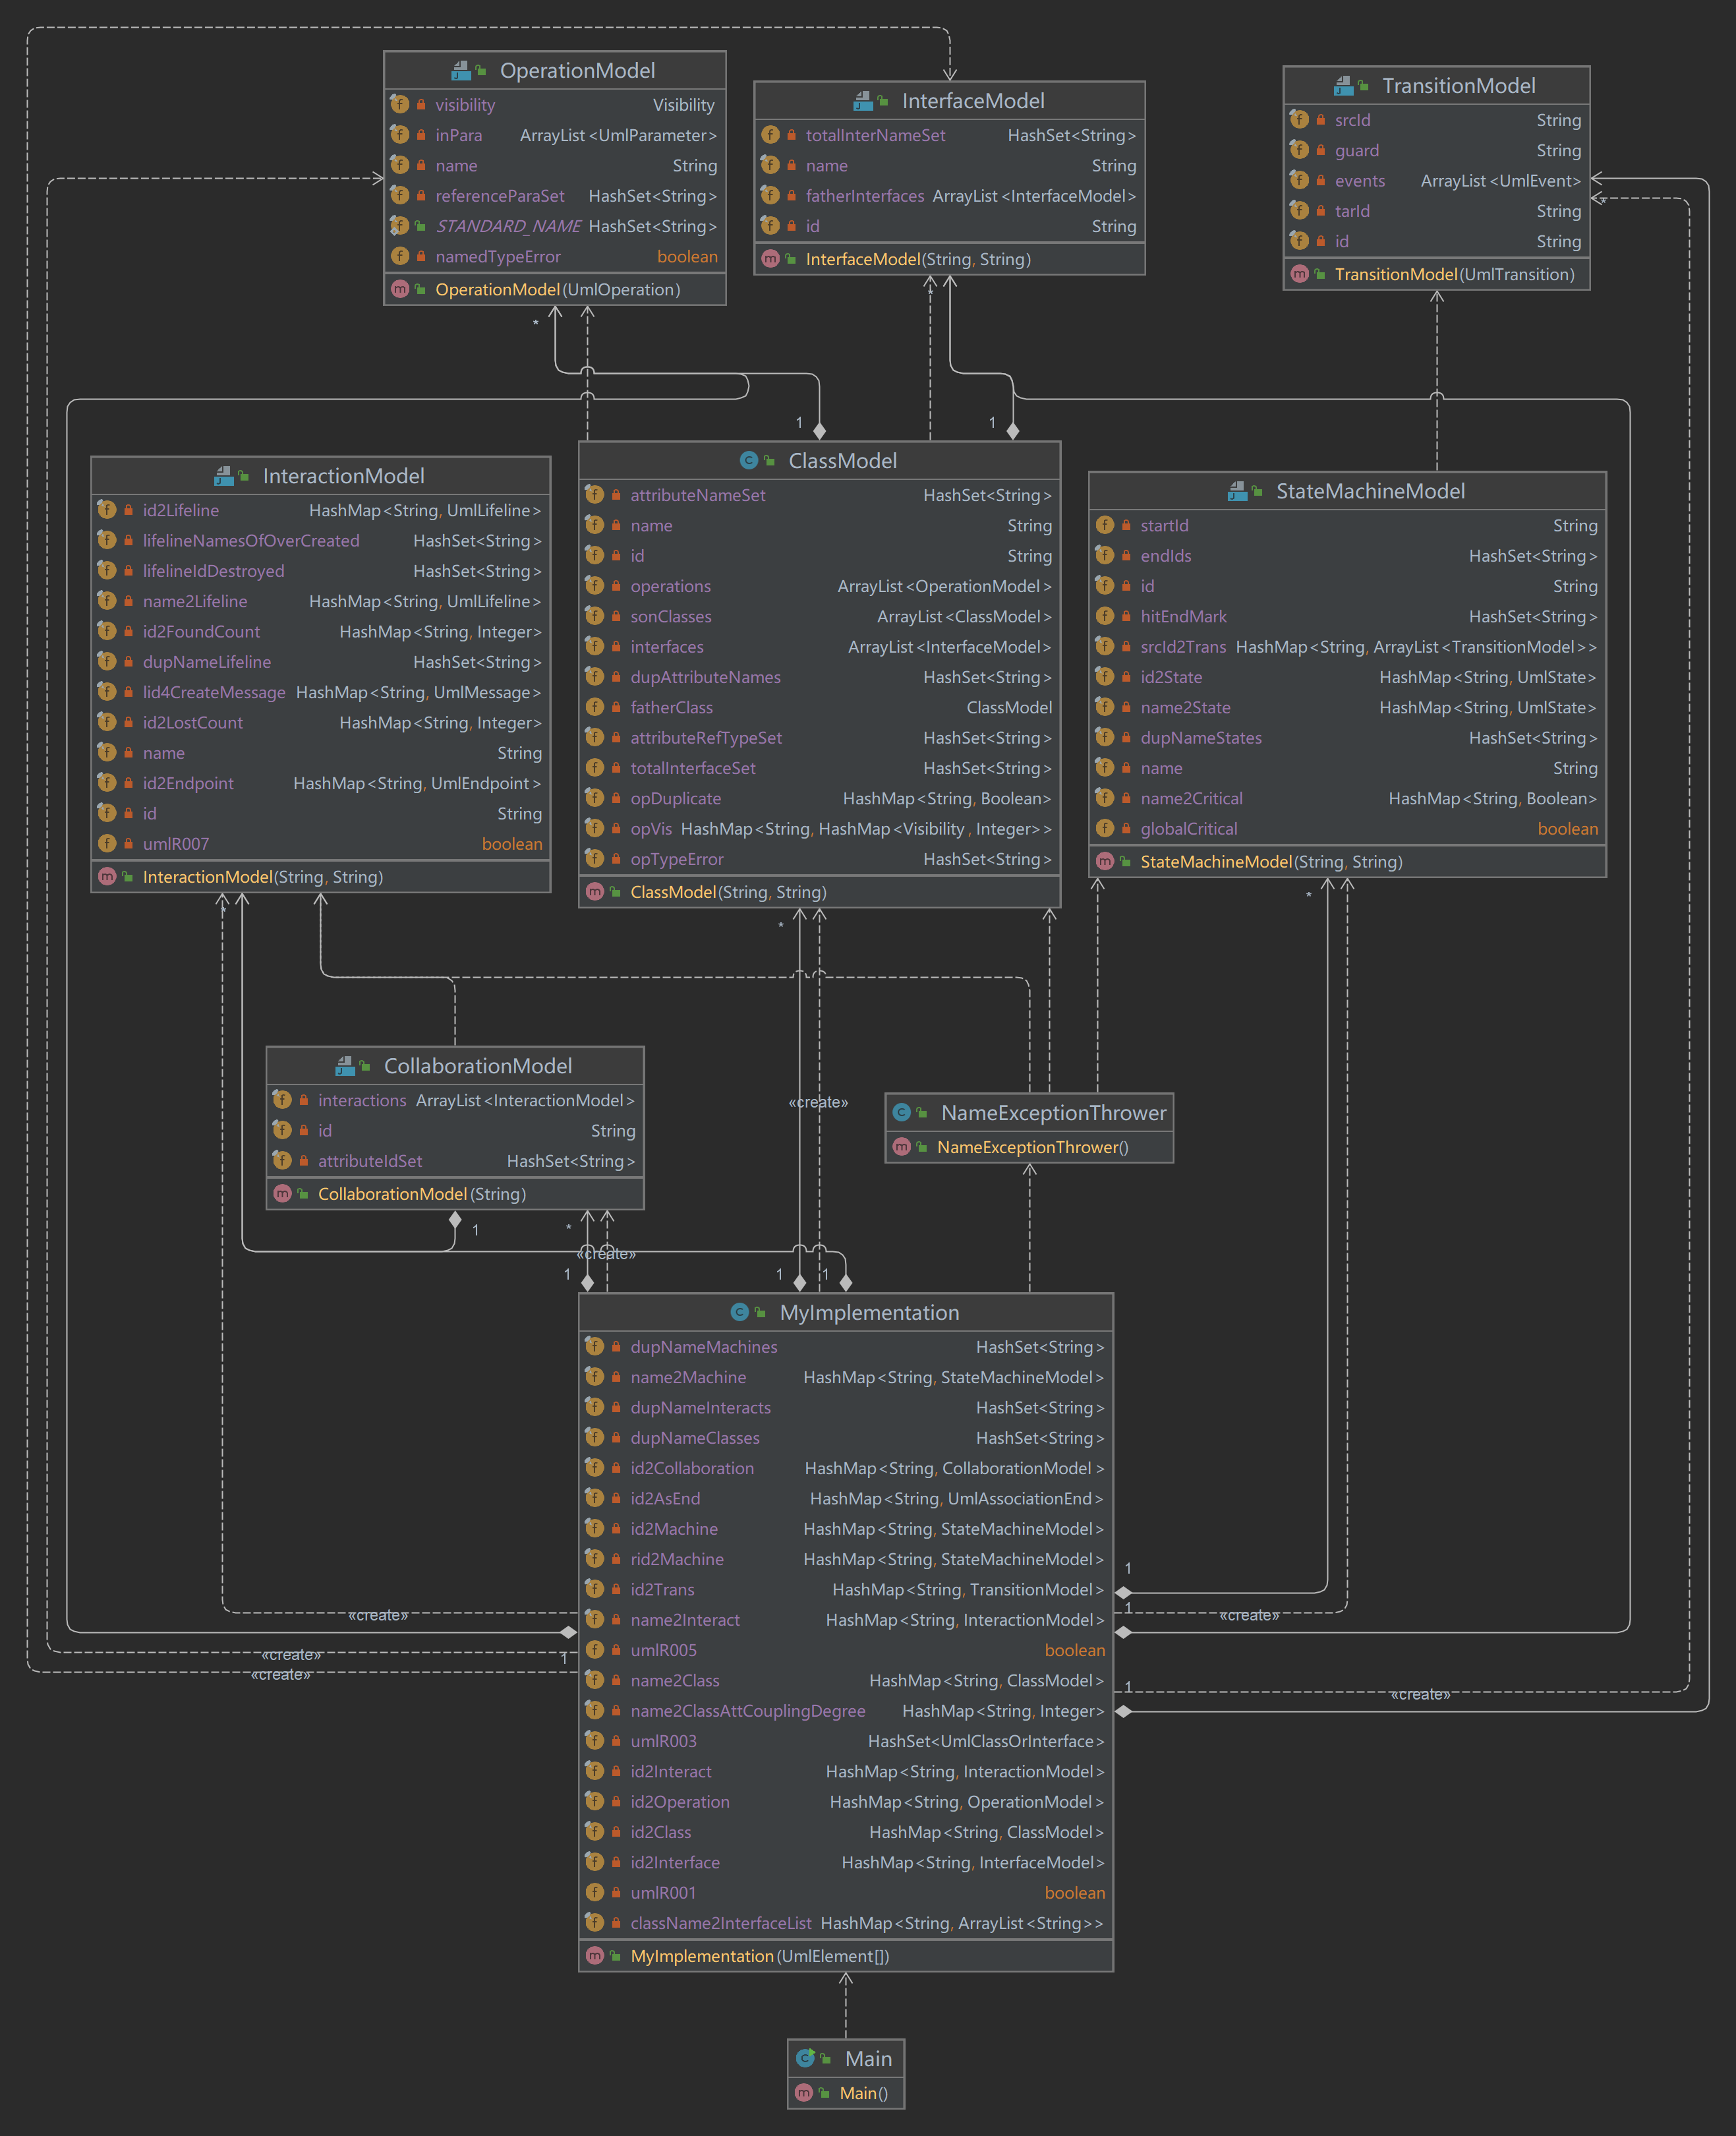 OperationModel
visibility Visibility
inPara ArrayList<UmlParameter>
name String
referenceParaSet HashSet<String>
STANDARD_NAME HashSet<String>
namedTypeError boolean
OperationModel(UmlOperation)
InterfaceModel
totalInterNameSet HashSet<String>
name String
fatherInterfaces ArrayList<InterfaceModel>
id String
InterfaceModel(String, String)
TransitionModel
srcId String
guard String
events ArrayList<UmlEvent>
tarId String
id String
TransitionModel(UmlTransition)
*
*
*
1
1
InteractionModel
id2Lifeline HashMap<String, UmlLifeline>
lifelineNamesOfOverCreated HashSet<String>
lifelineIdDestroyed HashSet<String>
name2Lifeline HashMap<String, UmlLifeline>
id2FoundCount HashMap<String, Integer>
dupNameLifeline HashSet<String>
lid4CreateMessage HashMap<String, UmlMessage>
id2LostCount HashMap<String, Integer>
name String
id2Endpoint HashMap<String, UmlEndpoint>
id String
umlR007 boolean
InteractionModel(String, String)
ClassModel
attributeNameSet HashSet<String>
name String
id String
operations ArrayList<OperationModel>
sonClasses ArrayList<ClassModel>
interfaces ArrayList<InterfaceModel>
dupAttributeNames HashSet<String>
fatherClass ClassModel
attributeRefTypeSet HashSet<String>
totalInterfaceSet HashSet<String>
opDuplicate HashMap<String, Boolean>
opVis HashMap<String, HashMap<Visibility, Integer>>
opTypeError HashSet<String>
ClassModel(String, String)
StateMachineModel
startId String
endIds HashSet<String>
id String
hitEndMark HashSet<String>
srcId2Trans HashMap<String, ArrayList<TransitionModel>>
id2State HashMap<String, UmlState>
name2State HashMap<String, UmlState>
dupNameStates HashSet<String>
name String
name2Critical HashMap<String, Boolean>
globalCritical boolean
StateMachineModel(String, String)
*
*
*
CollaborationModel
interactions ArrayList<InteractionModel>
id String
attributeIdSet HashSet<String>
CollaborationModel(String)
«create»
NameExceptionThrower
NameExceptionThrower()
*
1
«create»
1
1
1
MyImplementation
dupNameMachines HashSet<String>
name2Machine HashMap<String, StateMachineModel>
dupNameInteracts HashSet<String>
dupNameClasses HashSet<String>
id2Collaboration HashMap<String, CollaborationModel>
id2AsEnd HashMap<String, UmlAssociationEnd>
id2Machine HashMap<String, StateMachineModel>
rid2Machine HashMap<String, StateMachineModel>
id2Trans HashMap<String, TransitionModel>
name2Interact HashMap<String, InteractionModel>
umlR005 boolean
name2Class HashMap<String, ClassModel>
name2ClassAttCouplingDegree HashMap<String, Integer>
umlR003 HashSet<UmlClassOrInterface>
id2Interact HashMap<String, InteractionModel>
id2Operation HashMap<String, OperationModel>
id2Class HashMap<String, ClassModel>
id2Interface HashMap<String, InterfaceModel>
umlR001 boolean
className2InterfaceList HashMap<String, ArrayList<String>>
MyImplementation(UmlElement[])
1
1
«create»
«create»
«create»
1
«create»
1
«create»
Main
Main()